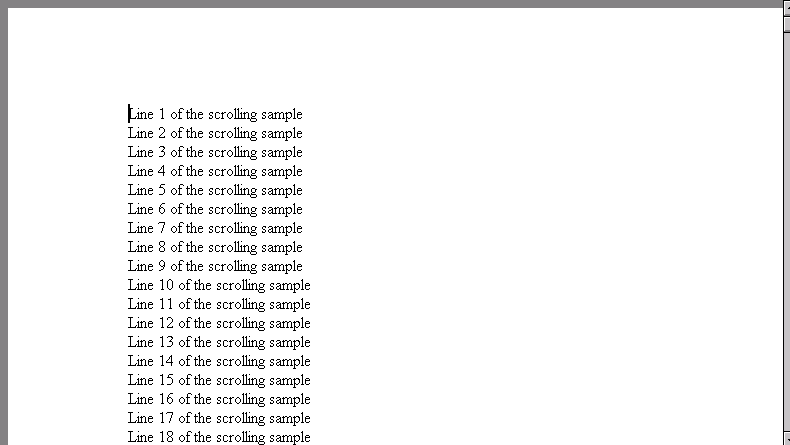 Line 1 of the scrolling sample
Line 2 of the scrolling sample
Line 3 of the scrolling sample
Line 4 of the scrolling sample
Line 5 of the scrolling sample
Line 6 of the scrolling sample
Line 7 of the scrolling sample
Line 8 of the scrolling sample
Line 9 of the scrolling sample
Line 10 of the scrolling sample
Line 11 of the scrolling sample
Line 12 of the scrolling sample
Line 13 of the scrolling sample
Line 14 of the scrolling sample
Line 15 of the scrolling sample
Line 16 of the scrolling sample
Line 17 of the scrolling sample
Line 18 of the scrolling sample